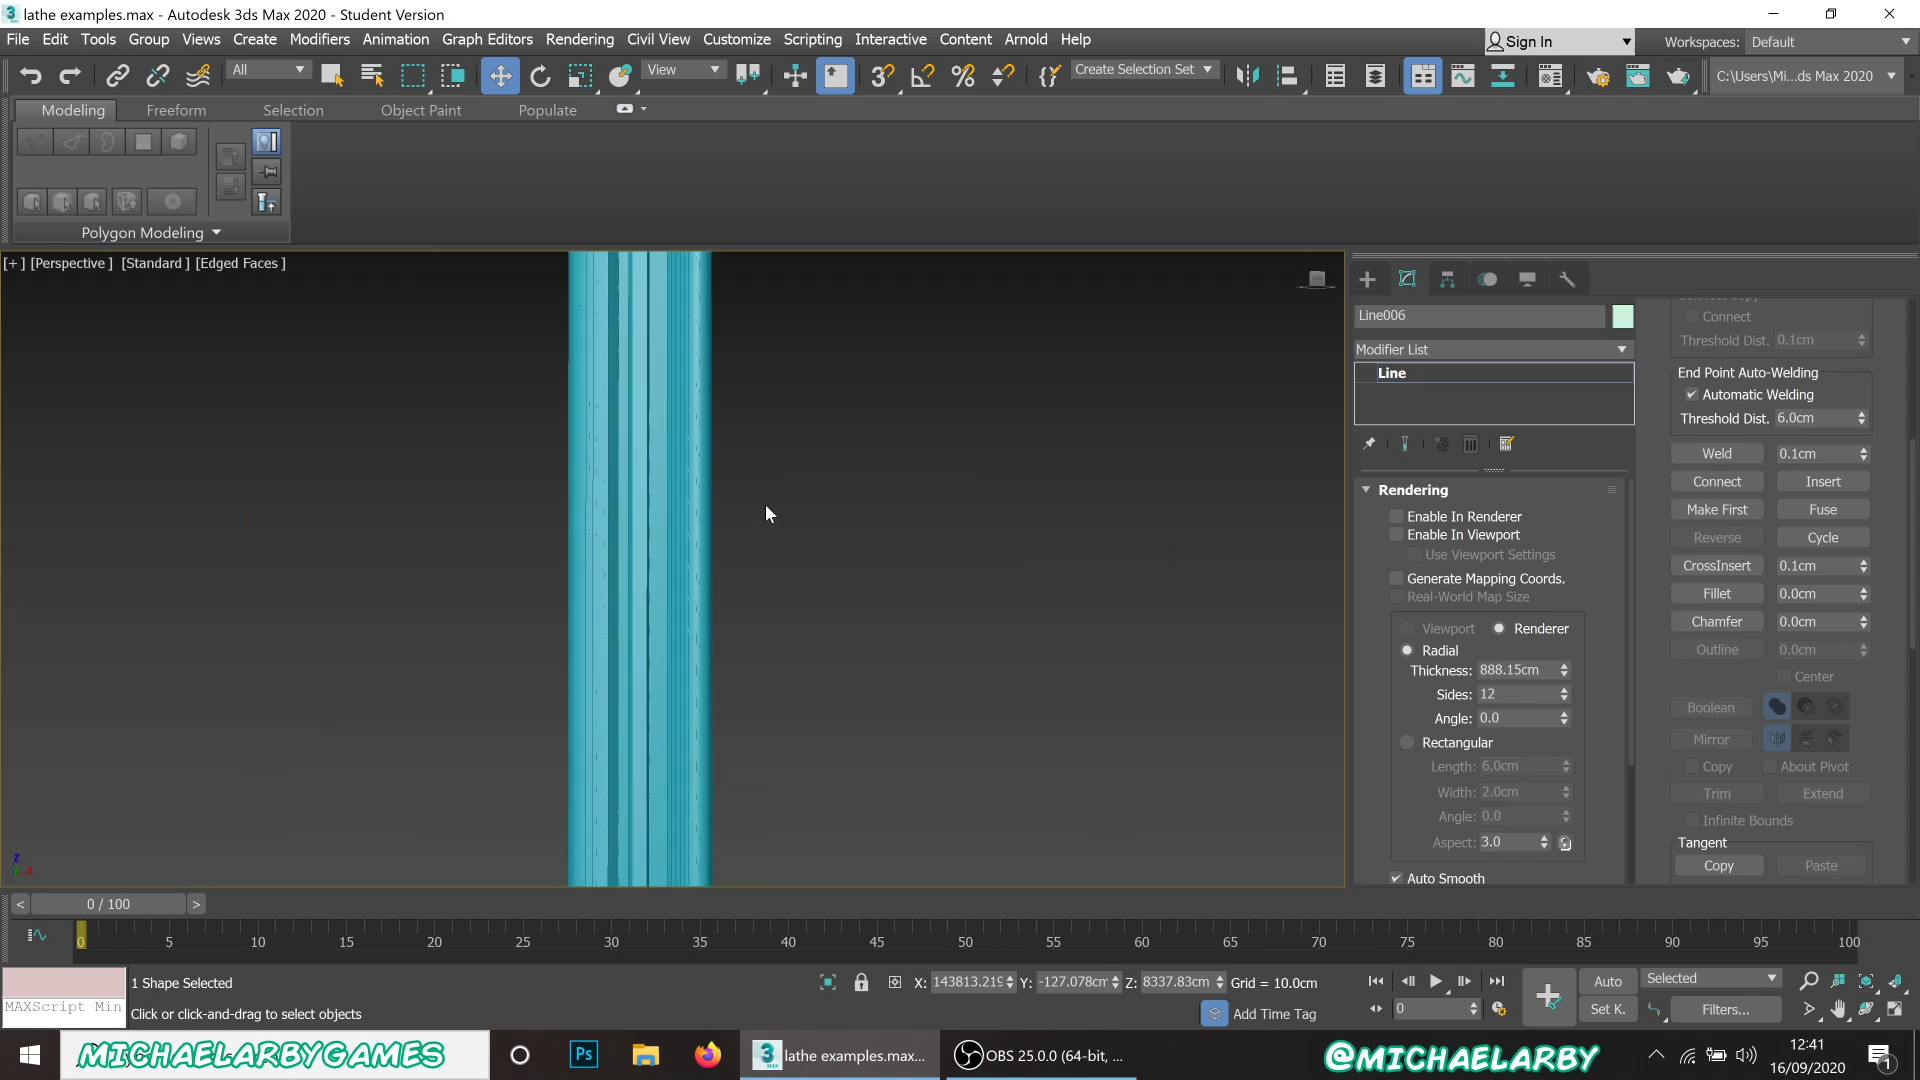 lathe examples.max - Autodesk 3ds Max 2020 - Student Version
File Edit Tools Group Views Create Modifiers Animation Graph Editors Rendering Civil View Customize Scripting Interactive Content Arnold Help
Sign In
Workspaces: Default
All
View
Create Selection Set
C:\Users\Mi...ds Max 2020
Modeling Freeform Selection Object Paint Populate
Polygon Modeling
[+] [Perspective ] [Standard ] [Edged Faces ]
Line006
Modifier List
Line
Rendering
Enable In Renderer
Enable In Viewport
Use Viewport Settings
Generate Mapping Coords.
Real-World Map Size
Viewport Renderer
Radial
Thickness: 888.15cm
Sides: 12
Angle: 0.0
Rectangular
Length: 6.0cm
Width: 2.0cm
Angle: 0.0
Aspect: 3.0
Auto Smooth
Connect
Threshold Dist. 0.1cm
End Point Auto-Welding
Automatic Welding
Threshold Dist. 6.0cm
Weld 0.1cm
Connect Insert
Make First Fuse
Reverse Cycle
CrossInsert 0.1cm
Fillet 0.0cm
Chamfer 0.0cm
Outline 0.0cm
Center
Boolean
Mirror
Copy About Pivot
Trim Extend
Infinite Bounds
Tangent
Copy Paste
z
y x
< 0 / 100 >
0 5 10 15 20 25 30 35 40 45 50 55 60 65 70 75 80 85 90 95 100
1 Shape Selected
X: 143813.219 Y: -127.078cm Z: 8337.83cm Grid = 10.0cm
Auto Selected
MAXScript Min
Click or click-and-drag to select objects
Add Time Tag
0
Set K. Filters...
MICHAELARBYGAMES
Ps
3 MAX
lathe examples.max...
OBS 25.0.0 (64-bit, ...
@MICHAELARBY
12:41
16/09/2020
1